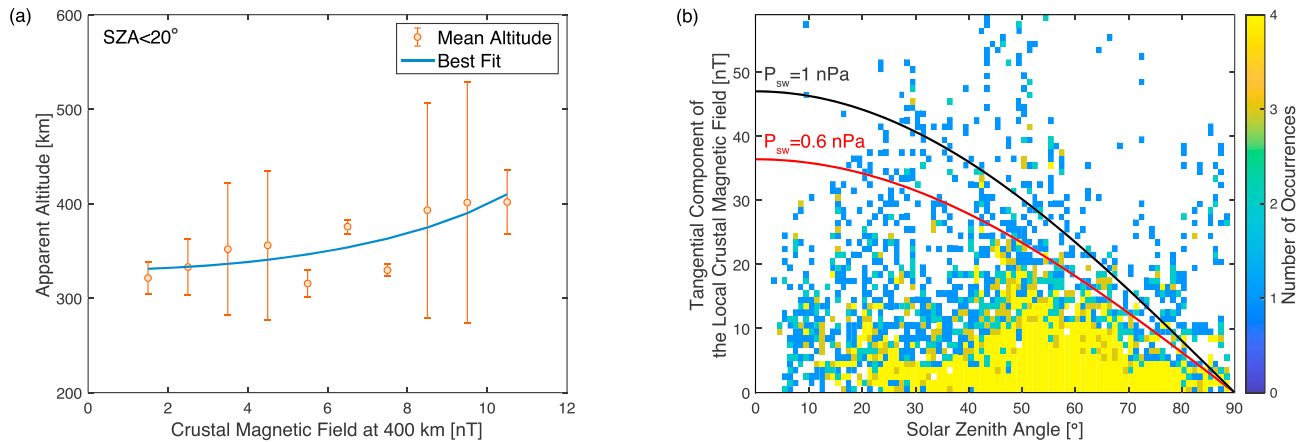 (a)
600
500
400
300
200
0
2
4
6
8
10
12
SZA<20°
Mean Altitude
Best Fit
Apparent Altitude [km]
Crustal Magnetic Field at 400 km [nT]
(b)
50
40
30
20
10
0
0
10
20
30
40
50
60
70
80
90
P_sw=1 nPa
P_sw=0.6 nPa
Tangential Component of
the Local Crustal Magnetic Field [nT]
Solar Zenith Angle [°]
4
3
2
1
0
Number of Occurrences